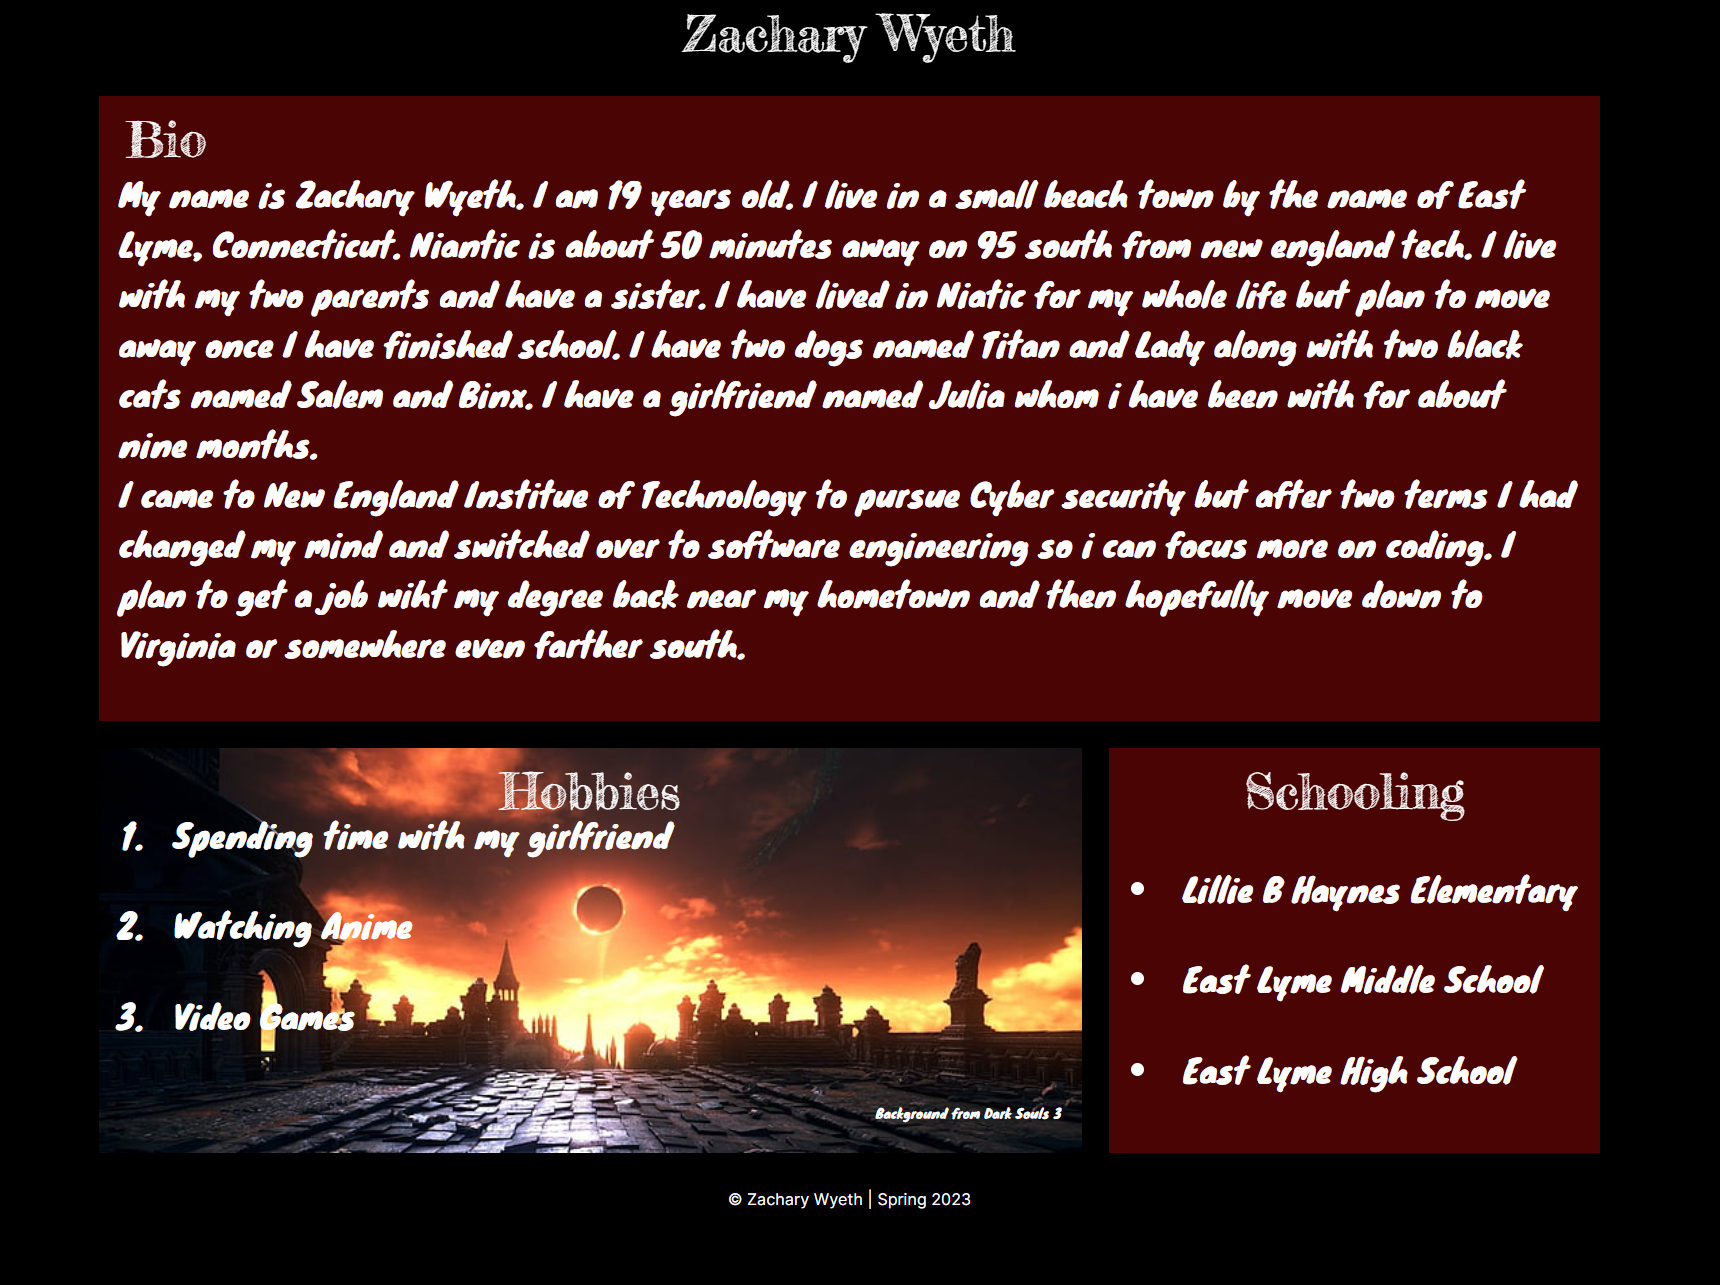 Zachary Wyeth
Bio
My name is Zachary Wyeth. I am 19 years old. I live in a small beach town by the name of East
Lyme, Connecticut. Niantic is about 50 minutes away on 95 south from new england tech. I live
with my two parents and have a sister. I have lived in Niatic for my whole life but plan to move
away once I have finished school. I have two dogs named Titan and Lady along with two black
cats named Salem and Binx. I have a girlfriend named Julia whom i have been with for about
nine months.
I came to New England Institue of Technology to pursue Cyber security but after two terms I had
changed my mind and switched over to software engineering so i can focus more on coding. I
plan to get a job wiht my degree back near my hometown and then hopefully move down to
Virginia or somewhere even farther south.
Hobbies
1. Spending time with my girlfriend
2. Watching Anime
3. Video Games
Background from Dark Souls 3
Schooling
• Lillie B Haynes Elementary
• East Lyme Middle School
• East Lyme High School
© Zachary Wyeth | Spring 2023